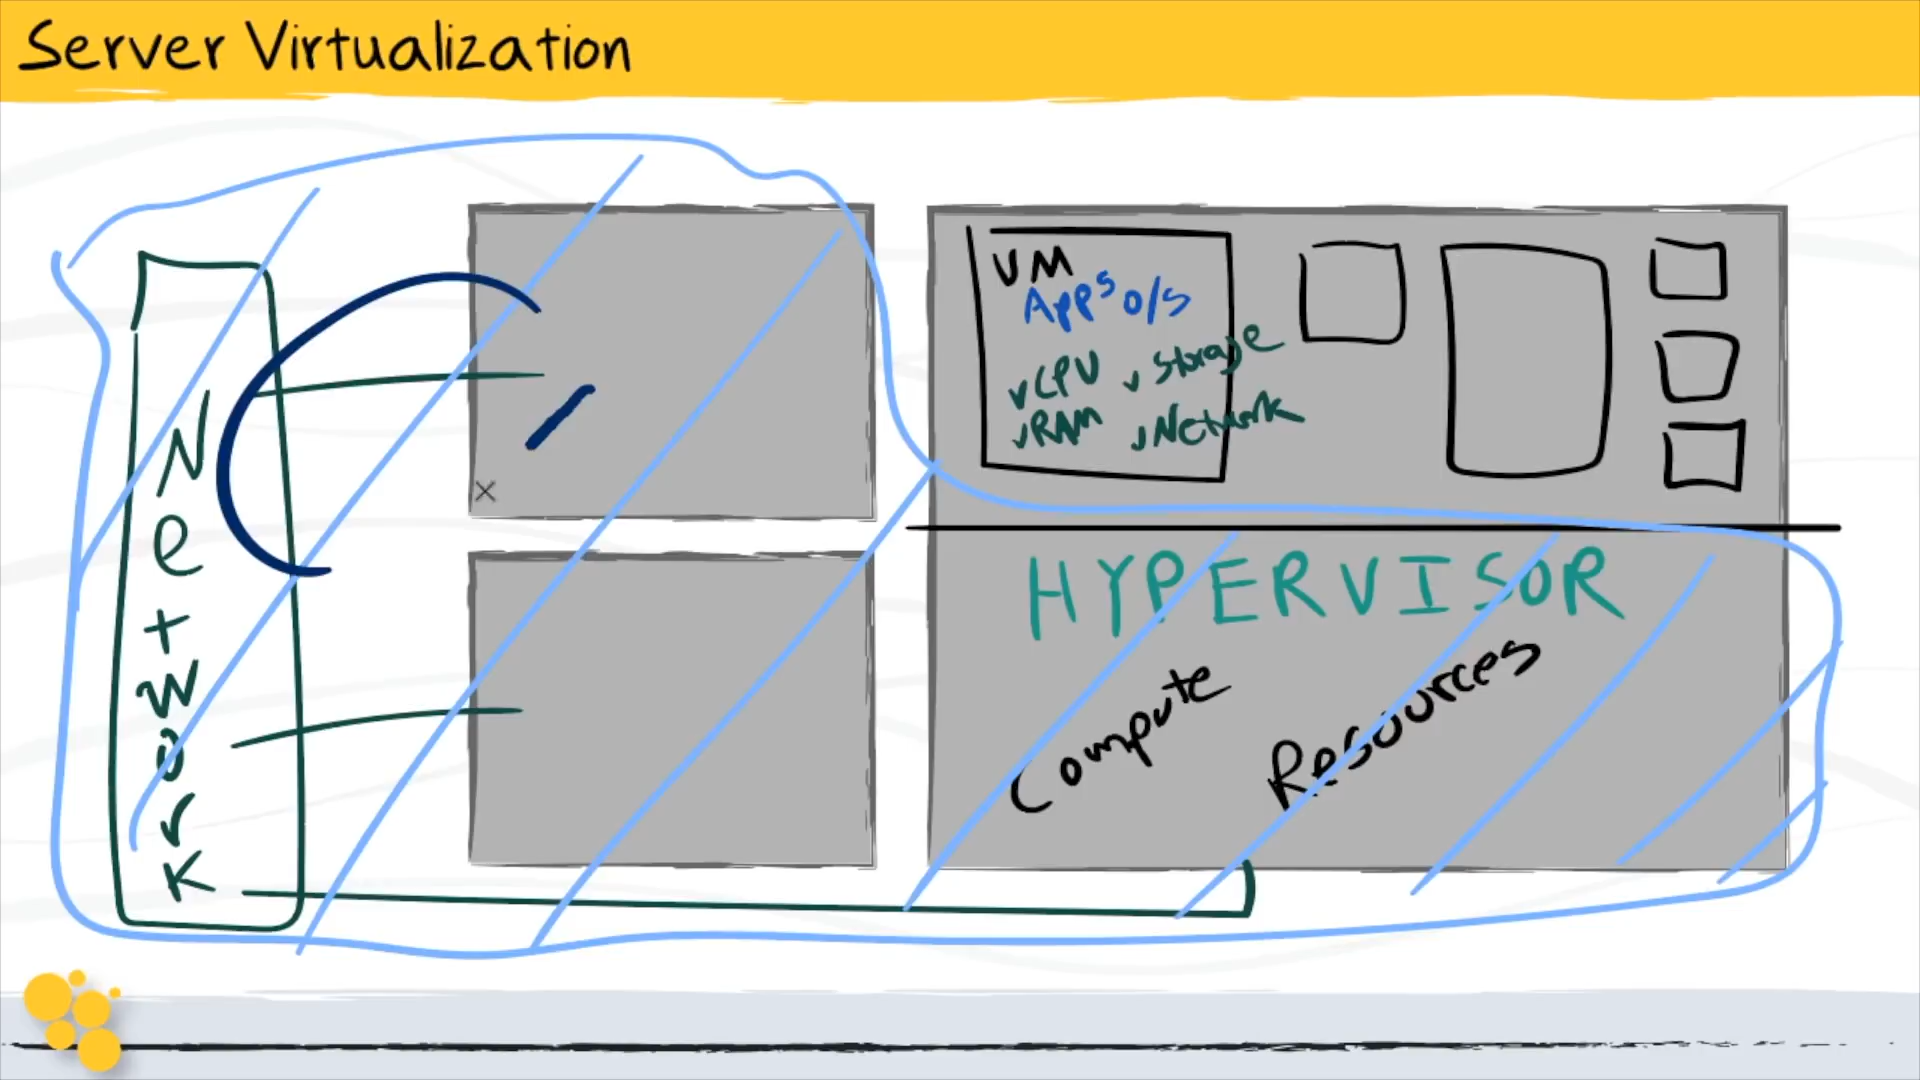 Server Virtualization
Network
VM
Apps O/S
vCPU vStorage
vRAM vNetwork
HYPERVISOR
Compute
Resources